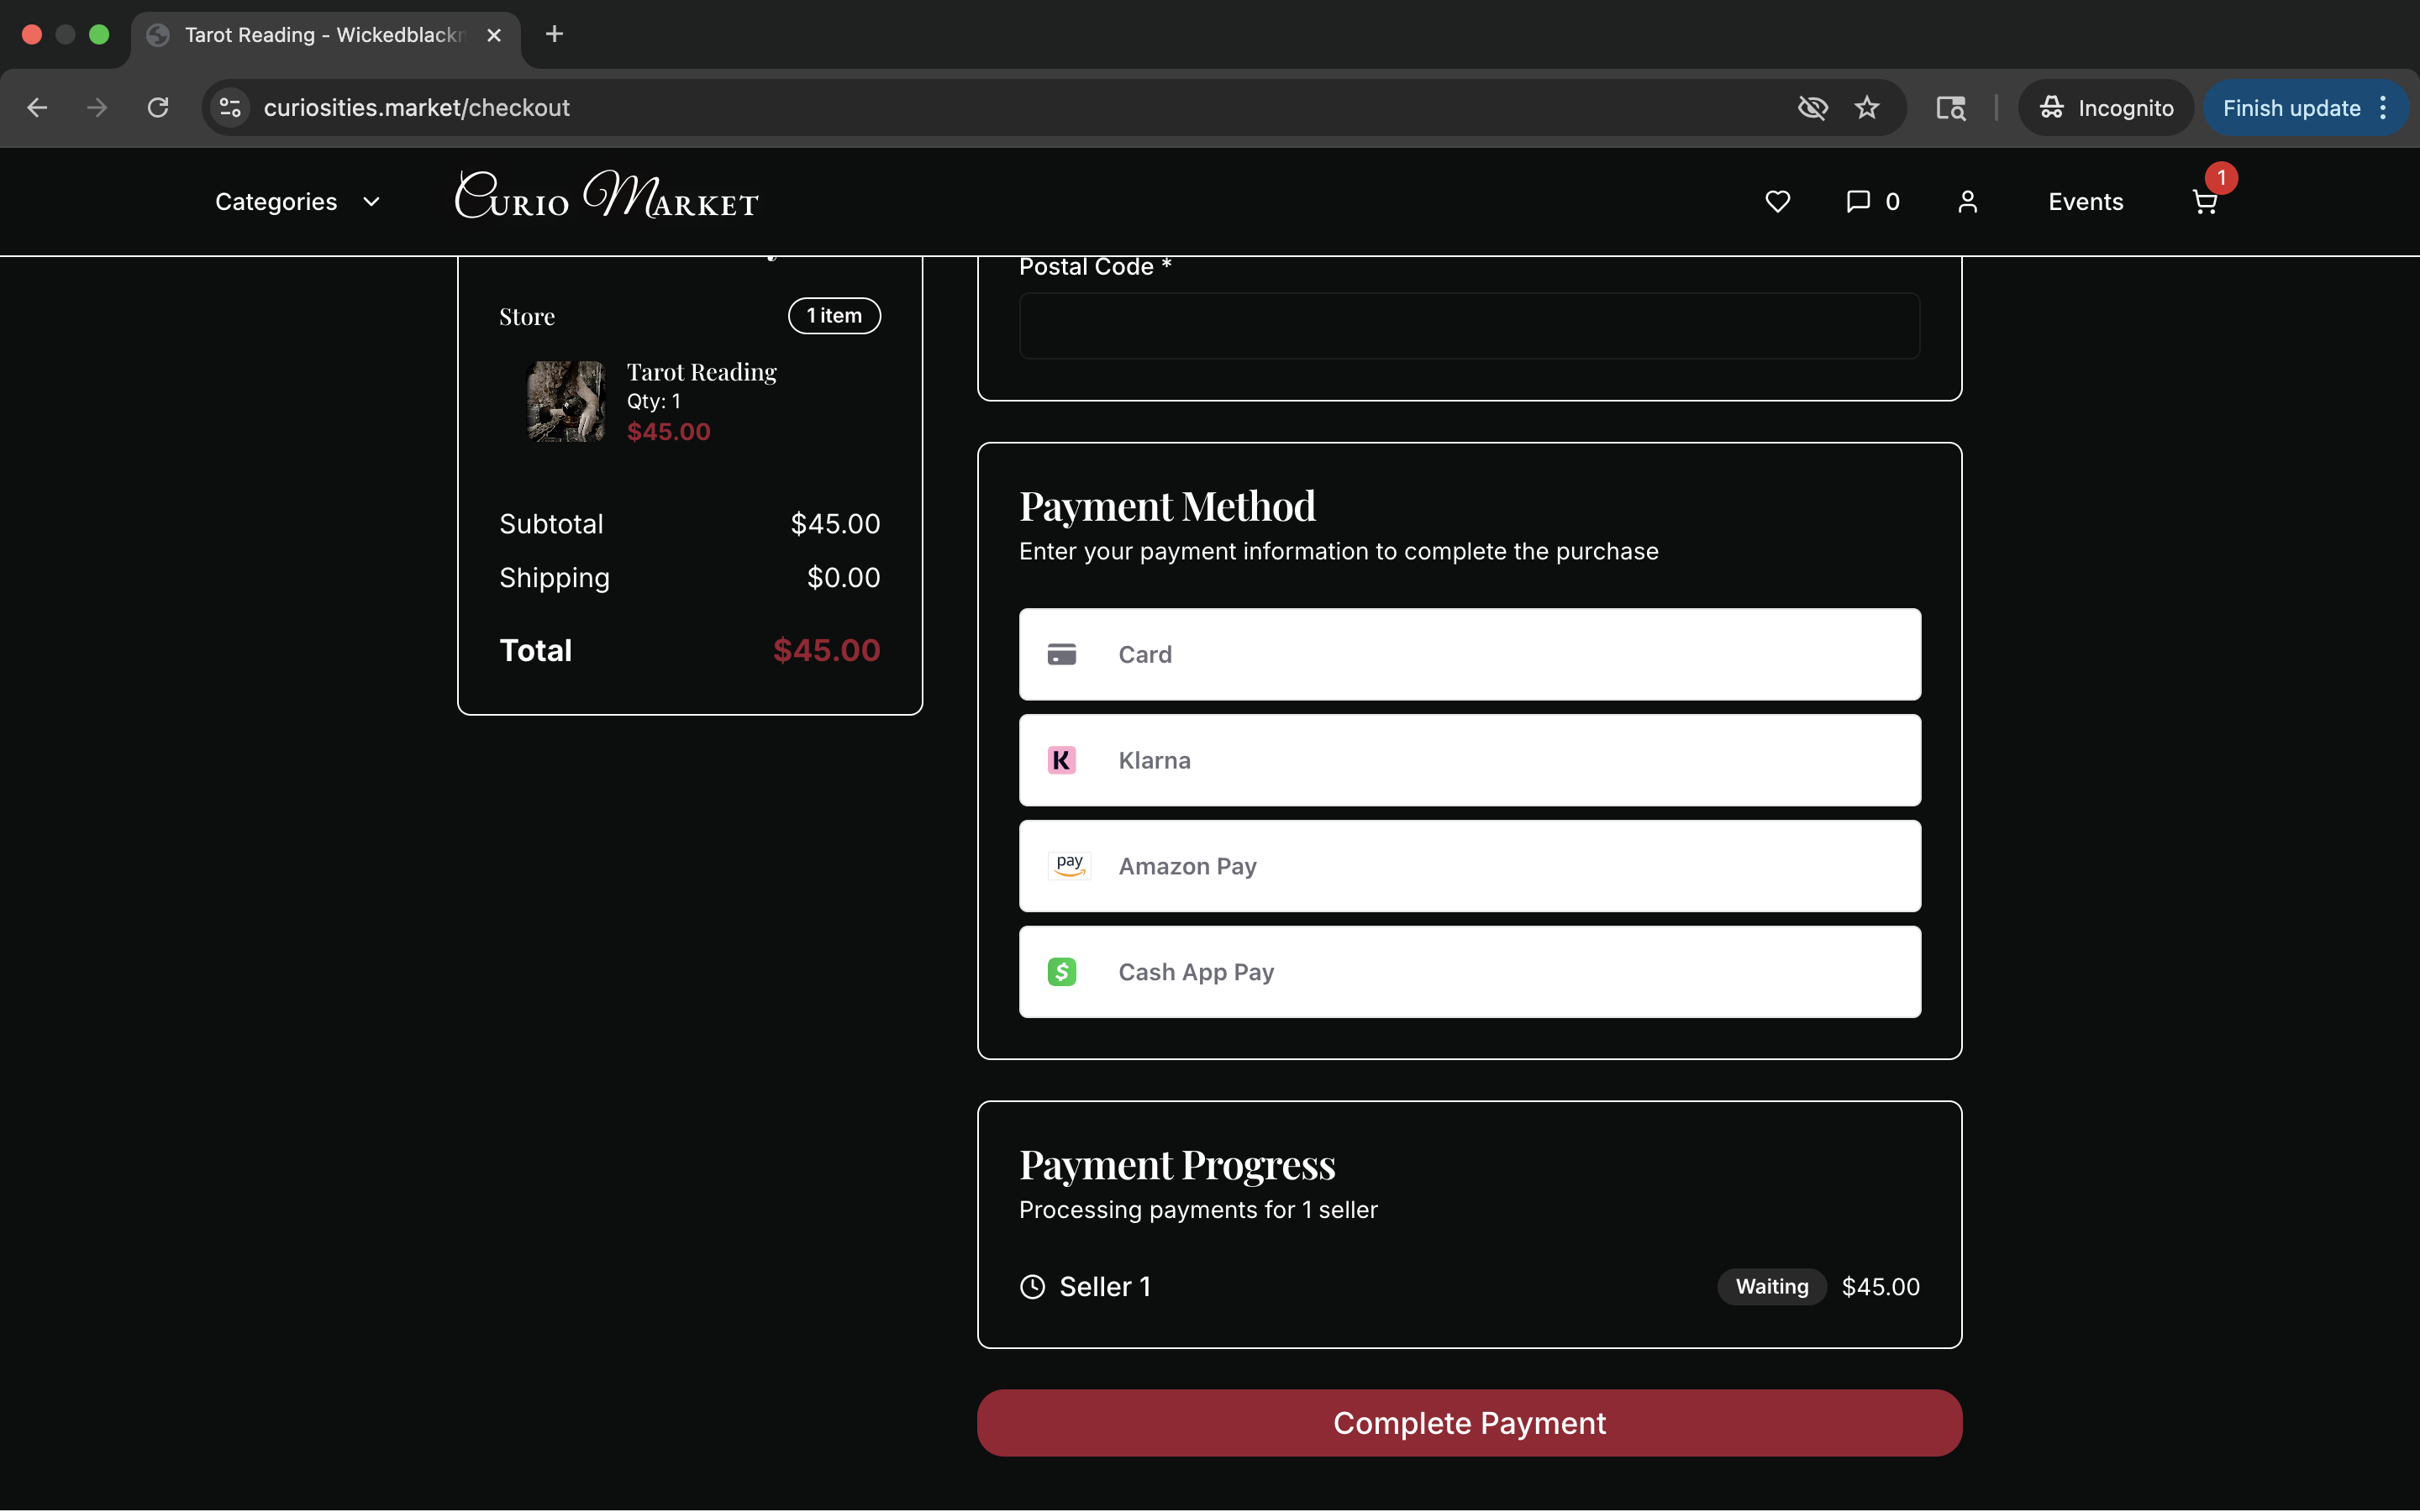 Tarot Reading - Wickedblackn
curiosities.market/checkout
Incognito
Finish update
Categories
Curio Market
0
Events
1
Store
1 item
Tarot Reading
Qty: 1
$45.00
Subtotal $45.00
Shipping $0.00
Total $45.00
Postal Code *
Payment Method
Enter your payment information to complete the purchase
Card
K Klarna
pay Amazon Pay
$ Cash App Pay
Payment Progress
Processing payments for 1 seller
Seller 1 Waiting $45.00
Complete Payment